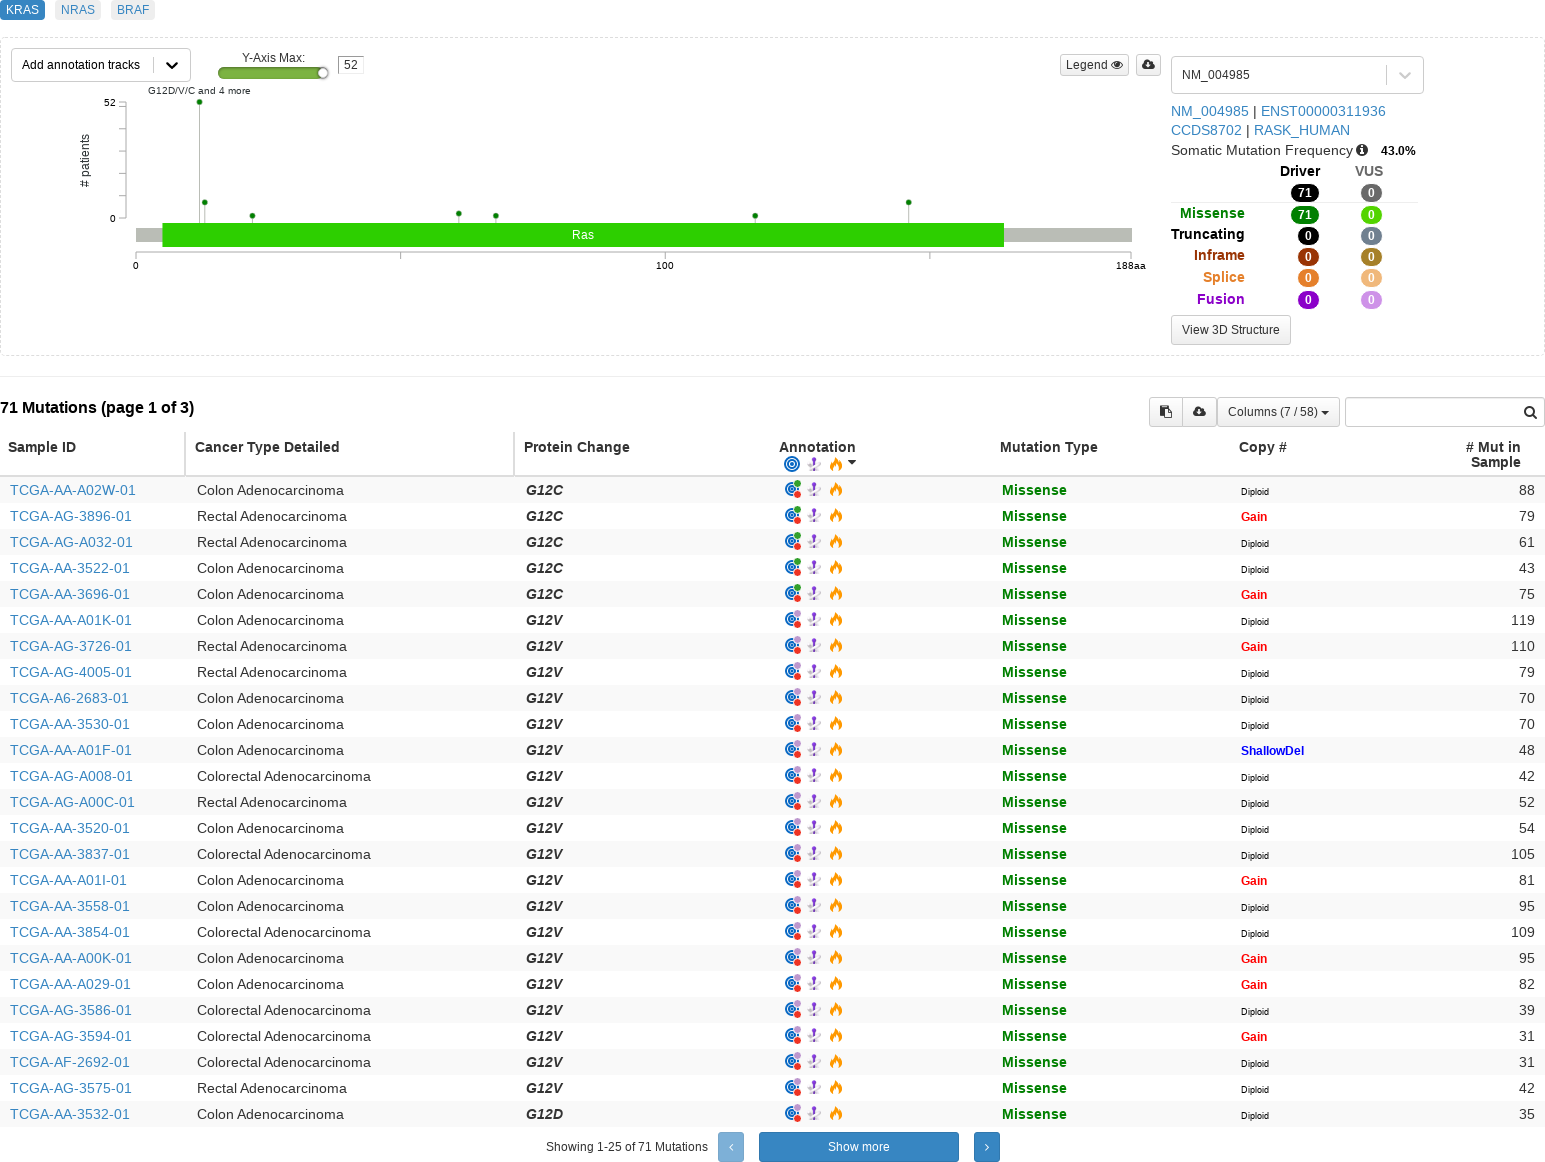 KRAS NRAS BRAF
Add annotation tracks
Y-Axis Max:
52
Legend
NM_004985
G12D/V/C and 4 more
52
# patients
0
Ras
0 100 188aa
NM_004985 | ENST00000311936
CCDS8702 | RASK_HUMAN
Somatic Mutation Frequency 43.0%
Driver VUS
71 0
Missense 71 0
Truncating 0 0
Inframe 0 0
Splice 0 0
Fusion 0 0
View 3D Structure
71 Mutations (page 1 of 3)
Columns (7 / 58)
Sample ID Cancer Type Detailed Protein Change Annotation Mutation Type Copy # # Mut in
Sample
TCGA-AA-A02W-01 Colon Adenocarcinoma G12C Missense Diploid 88
TCGA-AG-3896-01 Rectal Adenocarcinoma G12C Missense Gain 79
TCGA-AG-A032-01 Rectal Adenocarcinoma G12C Missense Diploid 61
TCGA-AA-3522-01 Colon Adenocarcinoma G12C Missense Diploid 43
TCGA-AA-3696-01 Colon Adenocarcinoma G12C Missense Gain 75
TCGA-AA-A01K-01 Colon Adenocarcinoma G12V Missense Diploid 119
TCGA-AG-3726-01 Rectal Adenocarcinoma G12V Missense Gain 110
TCGA-AG-4005-01 Rectal Adenocarcinoma G12V Missense Diploid 79
TCGA-A6-2683-01 Colon Adenocarcinoma G12V Missense Diploid 70
TCGA-AA-3530-01 Colon Adenocarcinoma G12V Missense Diploid 70
TCGA-AA-A01F-01 Colon Adenocarcinoma G12V Missense ShallowDel 48
TCGA-AG-A008-01 Colorectal Adenocarcinoma G12V Missense Diploid 42
TCGA-AG-A00C-01 Rectal Adenocarcinoma G12V Missense Diploid 52
TCGA-AA-3520-01 Colon Adenocarcinoma G12V Missense Diploid 54
TCGA-AA-3837-01 Colorectal Adenocarcinoma G12V Missense Diploid 105
TCGA-AA-A01I-01 Colon Adenocarcinoma G12V Missense Gain 81
TCGA-AA-3558-01 Colon Adenocarcinoma G12V Missense Diploid 95
TCGA-AA-3854-01 Colorectal Adenocarcinoma G12V Missense Diploid 109
TCGA-AA-A00K-01 Colon Adenocarcinoma G12V Missense Gain 95
TCGA-AA-A029-01 Colon Adenocarcinoma G12V Missense Gain 82
TCGA-AG-3586-01 Colorectal Adenocarcinoma G12V Missense Diploid 39
TCGA-AG-3594-01 Colorectal Adenocarcinoma G12V Missense Gain 31
TCGA-AF-2692-01 Colorectal Adenocarcinoma G12V Missense Diploid 31
TCGA-AG-3575-01 Rectal Adenocarcinoma G12V Missense Diploid 42
TCGA-AA-3532-01 Colon Adenocarcinoma G12D Missense Diploid 35
Showing 1-25 of 71 Mutations ‹ Show more ›